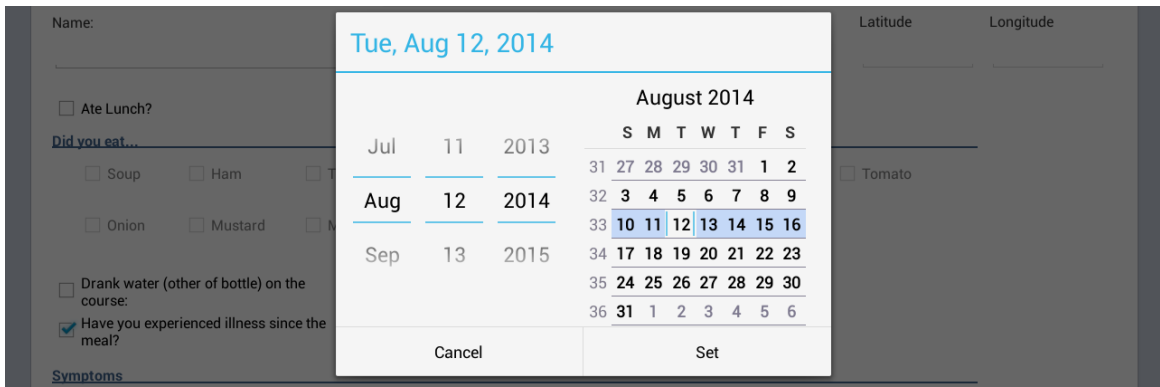 Name:
Latitude
Longitude
Tue, Aug 12, 2014
Ate Lunch?
Did you eat...
Soup
Ham
T
Tomato
Onion
Mustard
M
Drank water (other of bottle) on the
course:
Have you experienced illness since the
meal?
Symptoms
Jul 11 2013
Aug 12 2014
Sep 13 2015
August 2014
S M T W T F S
31 27 28 29 30 31 1 2
32 3 4 5 6 7 8 9
33 10 11 12 13 14 15 16
34 17 18 19 20 21 22 23
35 24 25 26 27 28 29 30
36 31 1 2 3 4 5 6
Cancel
Set